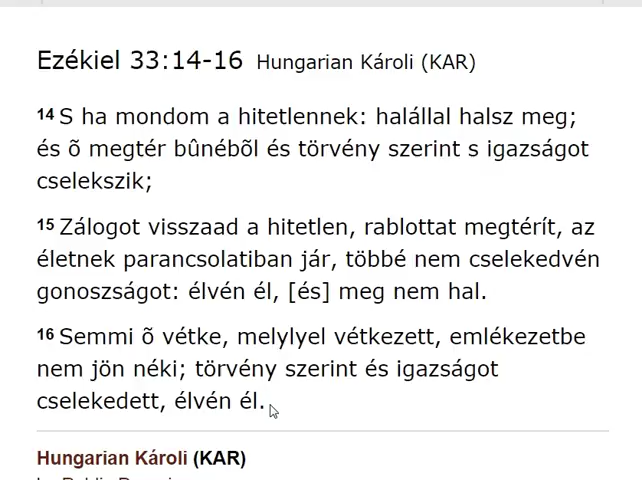 Ezékiel 33:14-16 Hungarian Károli (KAR)
14 S ha mondom a hitetlennek: halállal halsz meg;
és õ megtér bûnébõl és törvény szerint s igazságot
cselekszik;
15 Zálogot visszaad a hitetlen, rablottat megtérít, az
életnek parancsolatiban jár, többé nem cselekedvén
gonoszságot: élvén él, [és] meg nem hal.
16 Semmi õ vétke, melylyel vétkezett, emlékezetbe
nem jön néki; törvény szerint és igazságot
cselekedett, élvén él.
Hungarian Károli (KAR)